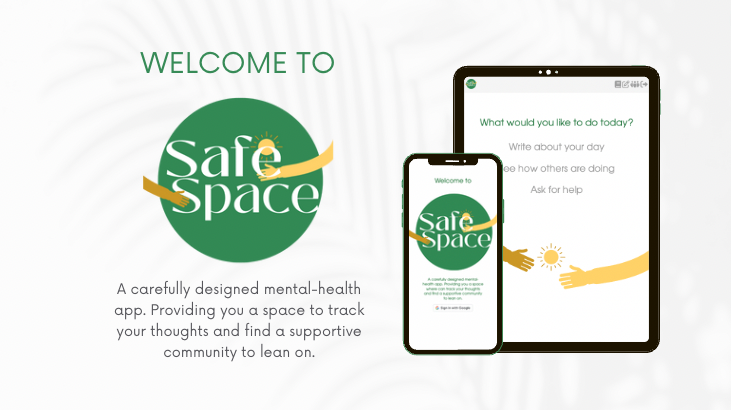 WELCOME TO
Safe
Space
A carefully designed mental-health
app. Providing you a space to track
your thoughts and find a supportive
community to lean on.
What would you like to do today?
Write about your day
ee how others are doing
Ask for help
Welcome to
Safe
Space
A carefully designed mental-
health app. Providing you a space
where can track your thoughts
and find a supportive community
to lean on.
Sign in with Google